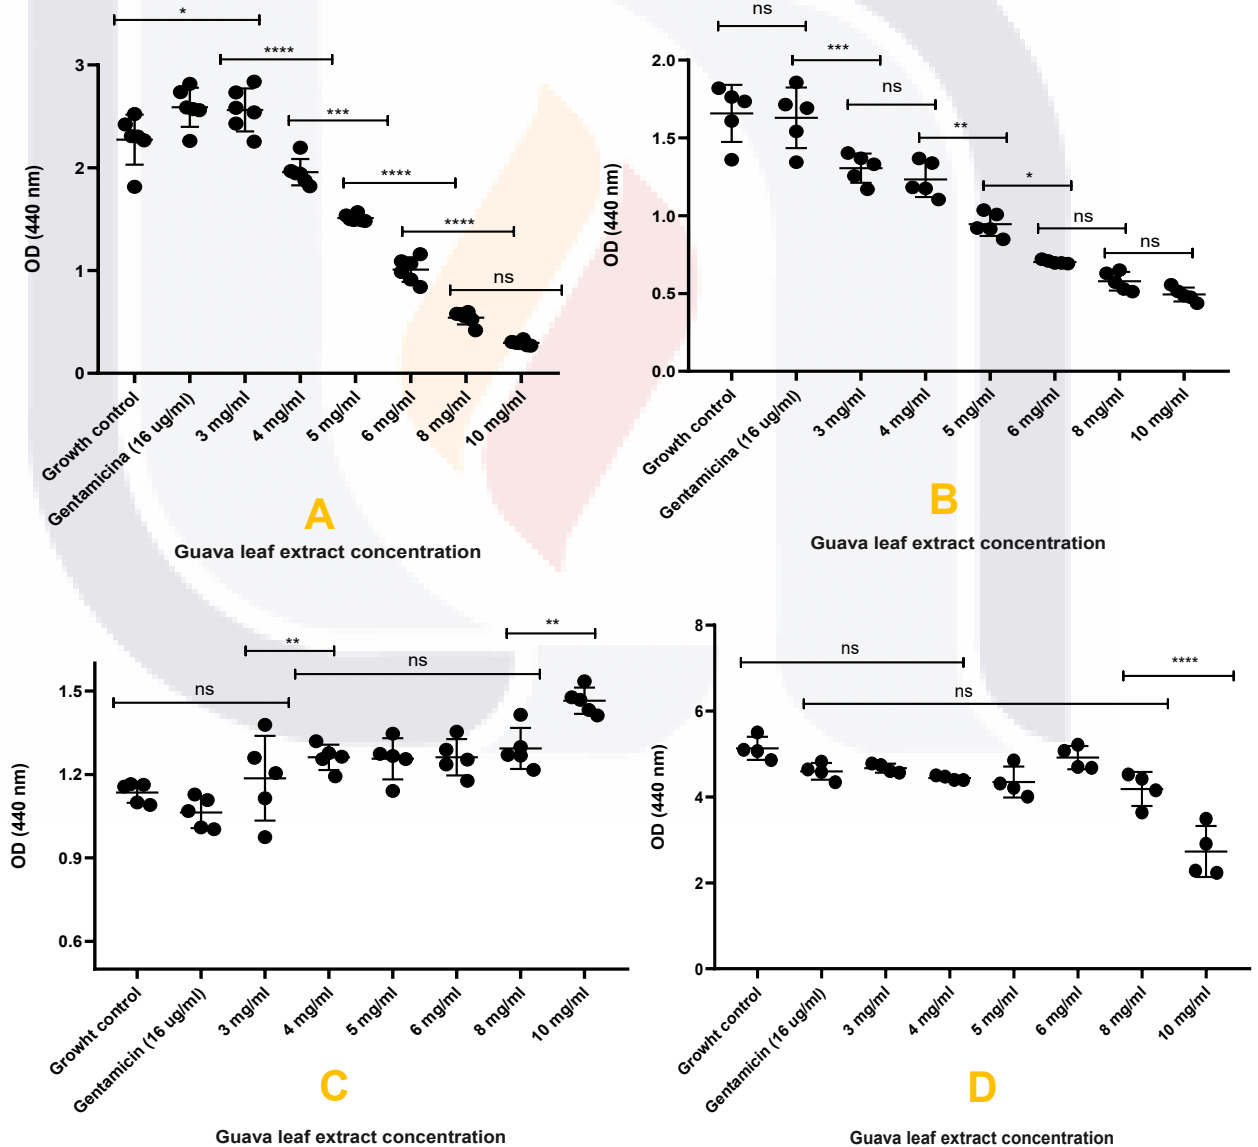 *
****
***
****
****
ns
OD (440 nm)
3
2
1
0
Growth control
Gentamicina (16 ug/ml)
3 mg/ml
4 mg/ml
5 mg/ml
6 mg/ml
8 mg/ml
10 mg/ml
A
Guava leaf extract concentration
ns
***
ns
**
*
ns
ns
OD (440 nm)
2.0
1.5
1.0
0.5
0.0
Growth control
Gentamicina (16 ug/ml)
3 mg/ml
4 mg/ml
5 mg/ml
6 mg/ml
8 mg/ml
10 mg/ml
B
Guava leaf extract concentration
ns
**
ns
**
OD (440 nm)
1.5
1.2
0.9
0.6
Growht control
Gentamicin (16 ug/ml)
3 mg/ml
4 mg/ml
5 mg/ml
6 mg/ml
8 mg/ml
10 mg/ml
C
Guava leaf extract concentration
ns
ns
****
OD (440 nm)
8
6
4
2
0
Growht control
Gentamicin (16 ug/ml)
3 mg/ml
4 mg/ml
5 mg/ml
6 mg/ml
8 mg/ml
10 mg/ml
D
Guava leaf extract concentration